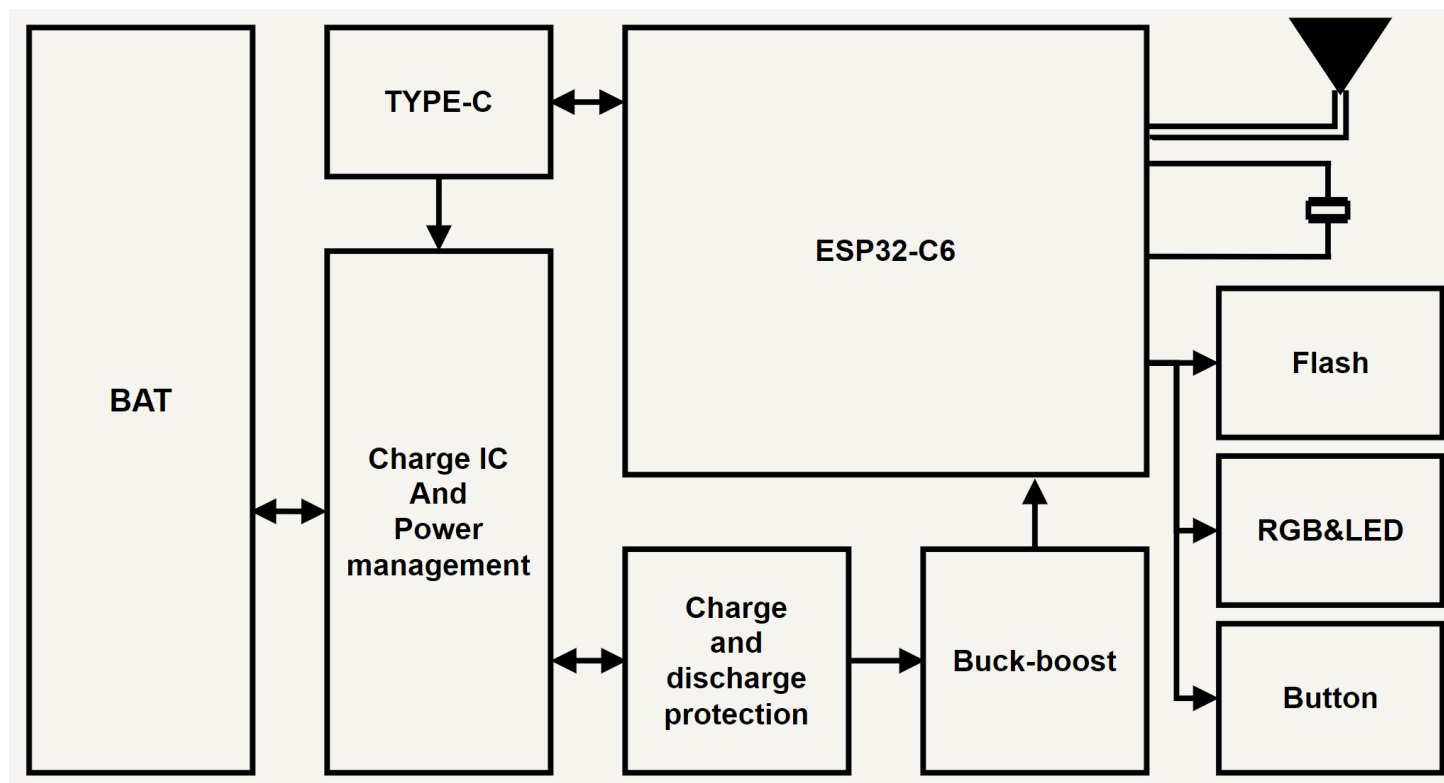 BAT
TYPE-C
Charge IC
And
Power
management
ESP32-C6
Charge
and
discharge
protection
Buck-boost
Flash
RGB&LED
Button